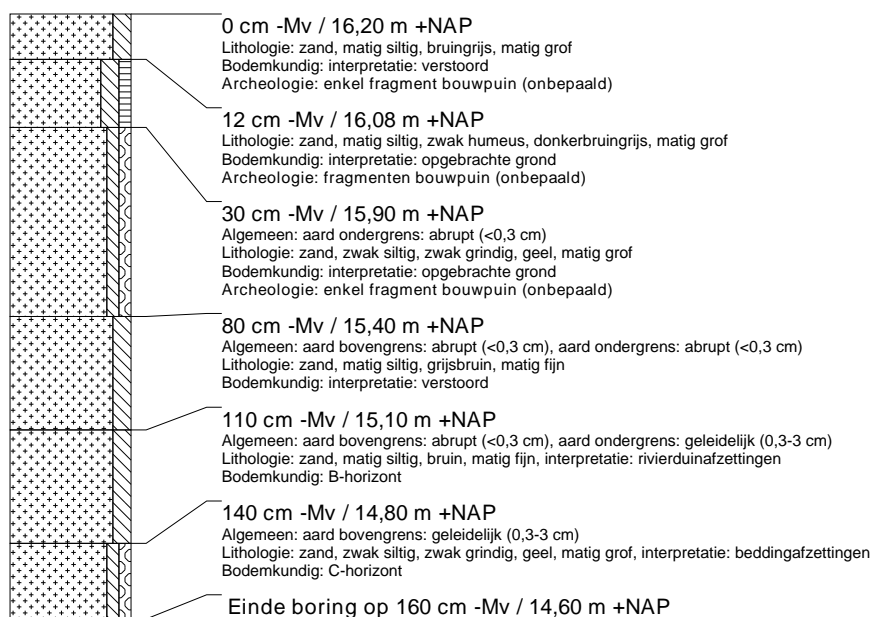 0 cm -Mv / 16,20 m +NAP
Lithologie: zand, matig siltig, bruingrijs, matig grof
Bodemkundig: interpretatie: verstoord
Archeologie: enkel fragment bouwpuin (onbepaald)
12 cm -Mv / 16,08 m +NAP
Lithologie: zand, matig siltig, zwak humeus, donkerbruingrijs, matig grof
Bodemkundig: interpretatie: opgebrachte grond
Archeologie: fragmenten bouwpuin (onbepaald)
30 cm -Mv / 15,90 m +NAP
Algemeen: aard ondergrens: abrupt (<0,3 cm)
Lithologie: zand, zwak siltig, zwak grindig, geel, matig grof
Bodemkundig: interpretatie: opgebrachte grond
Archeologie: enkel fragment bouwpuin (onbepaald)
80 cm -Mv / 15,40 m +NAP
Algemeen: aard bovengrens: abrupt (<0,3 cm), aard ondergrens: abrupt (<0,3 cm)
Lithologie: zand, matig siltig, grijsbruin, matig fijn
Bodemkundig: interpretatie: verstoord
110 cm -Mv / 15,10 m +NAP
Algemeen: aard bovengrens: abrupt (<0,3 cm), aard ondergrens: geleidelijk (0,3-3 cm)
Lithologie: zand, matig siltig, bruin, matig fijn, interpretatie: rivierduinafzettingen
Bodemkundig: B-horizont
140 cm -Mv / 14,80 m +NAP
Algemeen: aard bovengrens: geleidelijk (0,3-3 cm)
Lithologie: zand, zwak siltig, zwak grindig, geel, matig grof, interpretatie: beddingafzettingen
Bodemkundig: C-horizont
Einde boring op 160 cm -Mv / 14,60 m +NAP